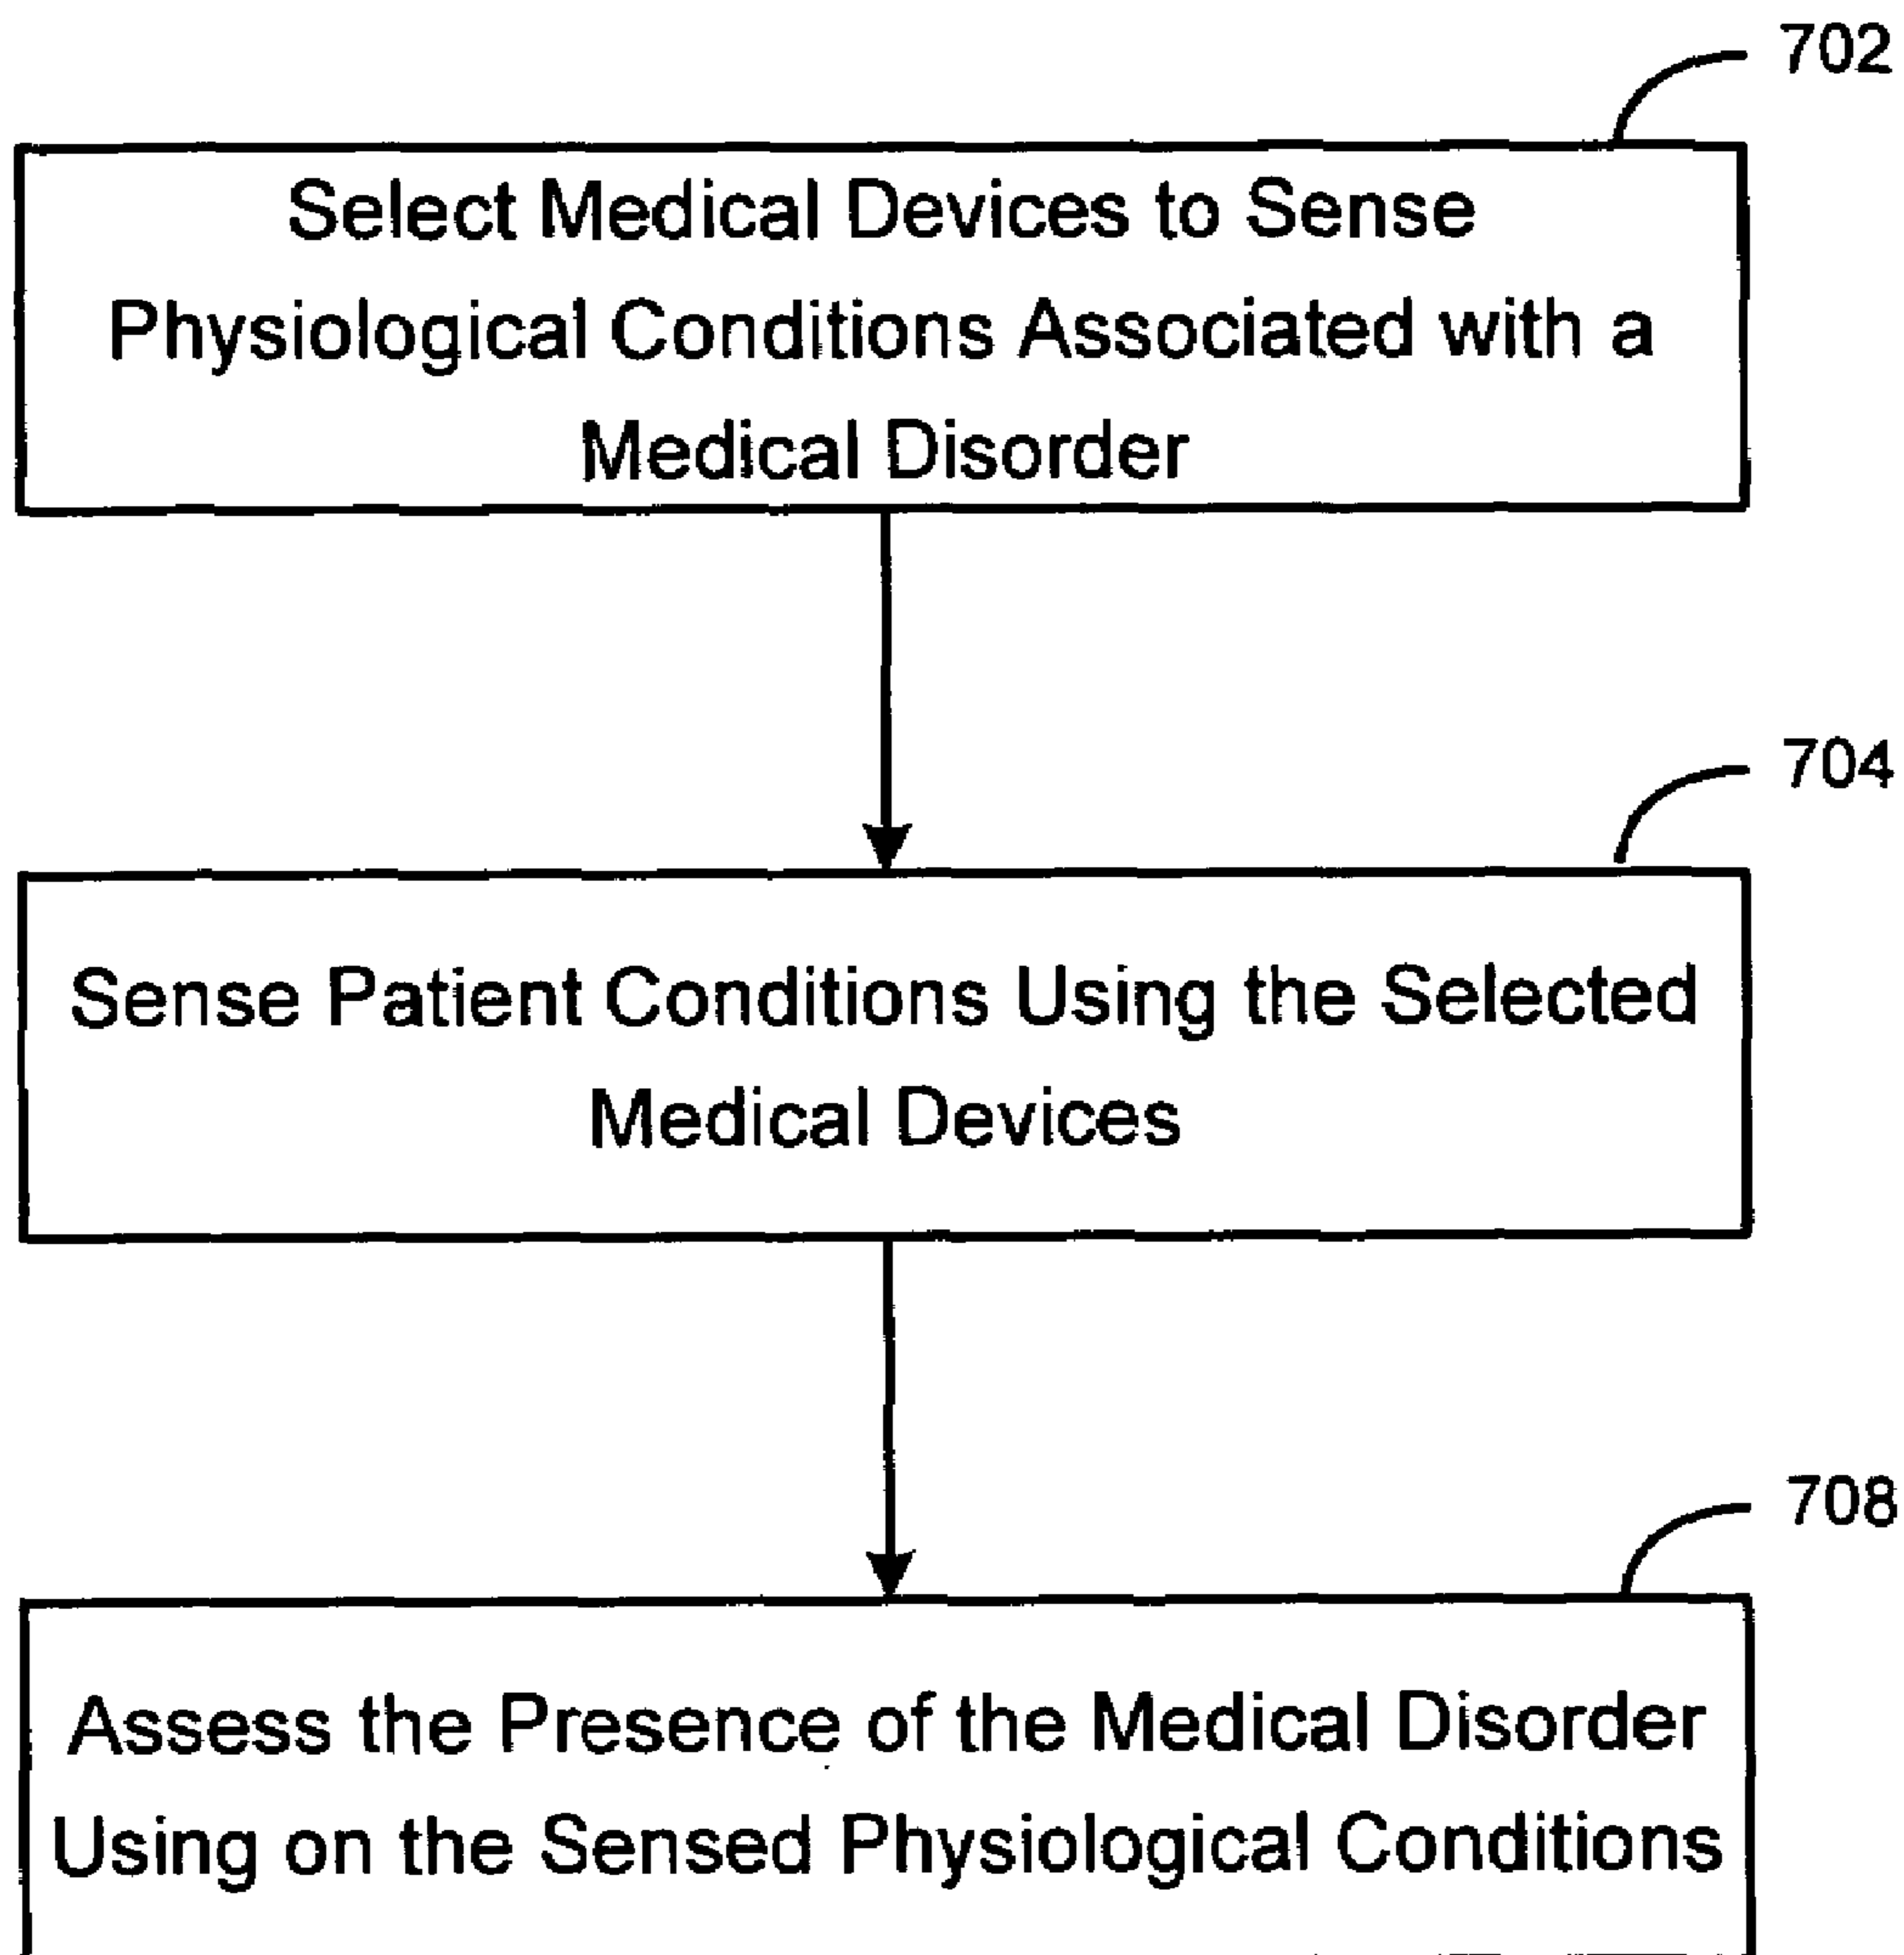 702
Select Medical Devices to Sense
Physiological Conditions Associated with a
Medical Disorder
704
Sense Patient Conditions Using the Selected
Medical Devices
708
Assess the Presence of the Medical Disorder
Using on the Sensed Physiological Conditions